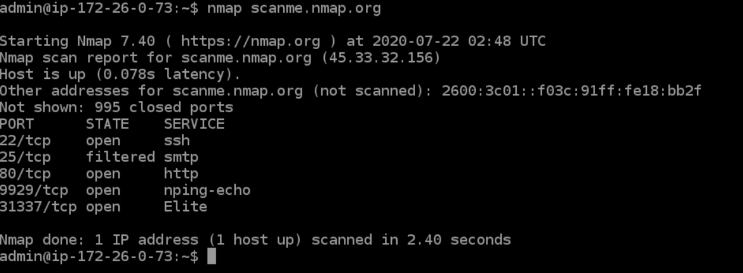 admin@ip-172-26-0-73:~$ nmap scanme.nmap.org
Starting Nmap 7.40 ( https://nmap.org ) at 2020-07-22 02:48 UTC
Nmap scan report for scanme.nmap.org (45.33.32.156)
Host is up (0.078s latency).
Other addresses for scanme.nmap.org (not scanned): 2600:3c01::f03c:91ff:fe18:bb2f
Not shown: 995 closed ports
PORT      STATE    SERVICE
22/tcp    open     ssh
25/tcp    filtered smtp
80/tcp    open     http
9929/tcp  open     nping-echo
31337/tcp open     Elite
Nmap done: 1 IP address (1 host up) scanned in 2.40 seconds
admin@ip-172-26-0-73:~$